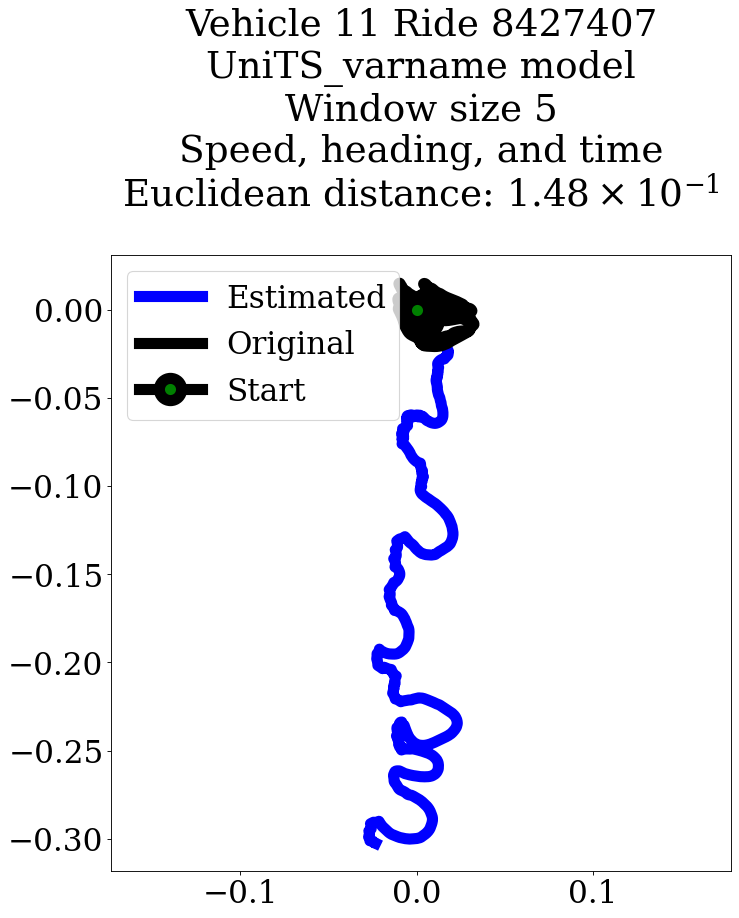 Vehicle 11 Ride 8427407
UniTS_varname model
Window size 5
Speed, heading, and time
Euclidean distance: 1.48 × 10⁻¹
Estimated
Original
Start
0.00
−0.05
−0.10
−0.15
−0.20
−0.25
−0.30
−0.1
0.0
0.1